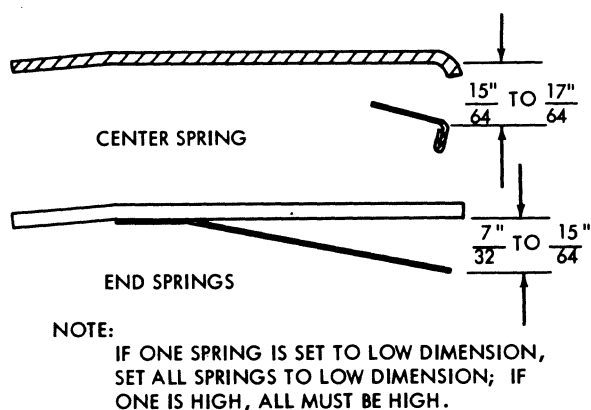 15" TO 17"
64 64
CENTER SPRING
7" TO 15"
32 64
END SPRINGS
NOTE:
IF ONE SPRING IS SET TO LOW DIMENSION,
SET ALL SPRINGS TO LOW DIMENSION; IF
ONE IS HIGH, ALL MUST BE HIGH.